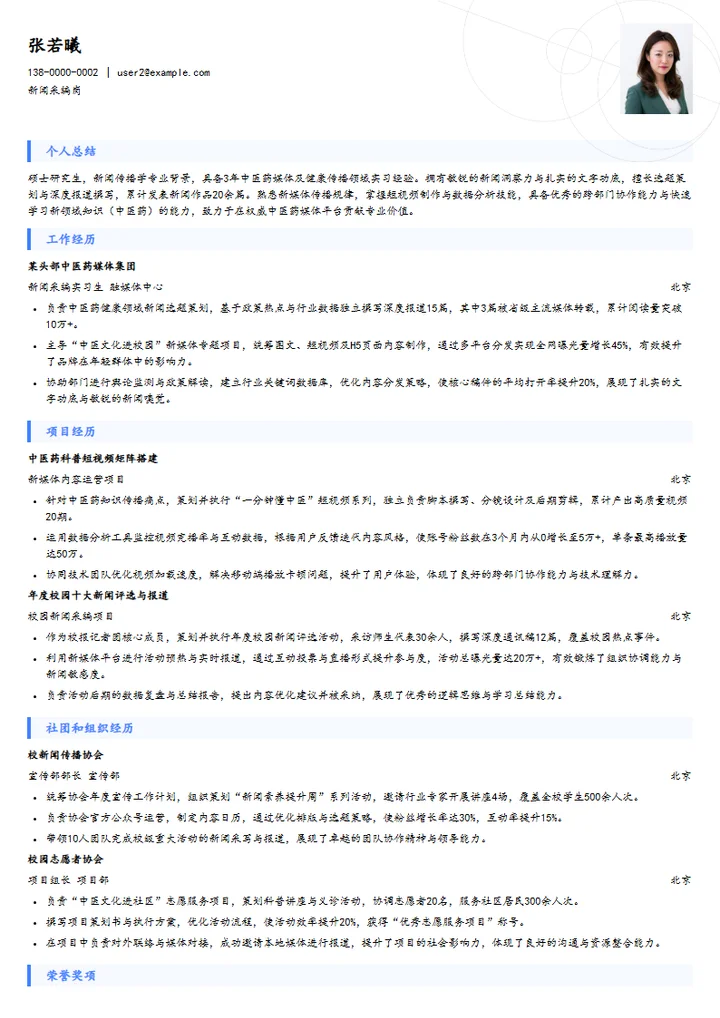 张若曦
138-0000-0002 | user2@example.com
新闻采编岗
个人总结
硕士研究生，新闻传播学专业背景，具备3年中医药媒体及健康传播领域实习经验。拥有敏锐的新闻洞察力与扎实的文字功底，擅长选题策
划与深度报道撰写，累计发表新闻作品20余篇。熟悉新媒体传播规律，掌握短视频制作与数据分析技能，具备优秀的跨部门协作能力与快速
学习新领域知识（中医药）的能力，致力于在权威中医药媒体平台贡献专业价值。
工作经历
某头部中医药媒体集团
新闻采编实习生 融媒体中心 北京
• 负责中医药健康领域新闻选题策划，基于政策热点与行业数据独立撰写深度报道15篇，其中3篇被省级主流媒体转载，累计阅读量突破
10万+。
• 主导“中医文化进校园”新媒体专题项目，统筹图文、短视频及H5页面内容制作，通过多平台分发实现全网曝光量增长45%，有效提升
了品牌在年轻群体中的影响力。
• 协助部门进行舆论监测与政策解读，建立行业关键词数据库，优化内容分发策略，使核心稿件的平均打开率提升20%，展现了扎实的文
字功底与敏锐的新闻嗅觉。
项目经历
中医药科普短视频矩阵搭建
新媒体内容运营项目 北京
• 针对中医药知识传播痛点，策划并执行“一分钟懂中医”短视频系列，独立负责脚本撰写、分镜设计及后期剪辑，累计产出高质量视频
20期。
• 运用数据分析工具监控视频完播率与互动数据，根据用户反馈迭代内容风格，使账号粉丝数在3个月内从0增长至5万+，单条最高播放量
达50万。
• 协同技术团队优化视频加载速度，解决移动端播放卡顿问题，提升了用户体验，体现了良好的跨部门协作能力与技术理解力。
年度校园十大新闻评选与报道
校园新闻采编项目 北京
• 作为校报记者团核心成员，策划并执行年度校园新闻评选活动，采访师生代表30余人，撰写深度通讯稿12篇，覆盖校园热点事件。
• 利用新媒体平台进行活动预热与实时报道，通过互动投票与直播形式提升参与度，活动总曝光量达20万+，有效锻炼了组织协调能力与
新闻敏感度。
• 负责活动后期的数据复盘与总结报告，提出内容优化建议并被采纳，展现了优秀的逻辑思维与学习总结能力。
社团和组织经历
校新闻传播协会
宣传部部长 宣传部 北京
• 统筹协会年度宣传工作计划，组织策划“新闻素养提升周”系列活动，邀请行业专家开展讲座4场，覆盖全校学生500余人次。
• 负责协会官方公众号运营，制定内容日历，通过优化排版与选题策略，使粉丝增长率达30%，互动率提升15%。
• 带领10人团队完成校级重大活动的新闻采写与报道，展现了卓越的团队协作精神与领导能力。
校园志愿者协会
项目组长 项目部 北京
• 负责“中医文化进社区”志愿服务项目，策划科普讲座与义诊活动，协调志愿者20名，服务社区居民300余人次。
• 撰写项目策划书与执行方案，优化活动流程，使活动效率提升20%，获得“优秀志愿服务项目”称号。
• 在项目中负责对外联络与媒体对接，成功邀请本地媒体进行报道，提升了项目的社会影响力，体现了良好的沟通与资源整合能力。
荣誉奖项